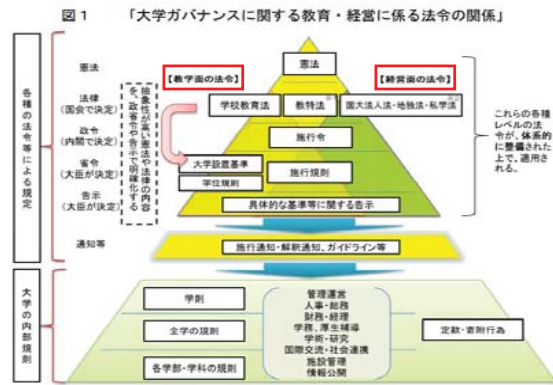 図1 「大学ガバナンスに関する教育・経営に係る法令の関係」
憲法
法律
(国会で決定)
政令
(内閣で決定)
省令
(大臣が決定)
告示
(大臣が決定)
通知等
各種の法令等による規定
大学の内部規則
抽象性が高い憲法や法律の内容を、政省令や告示で明確化する
【教学面の法令】
【経営面の法令】
憲法
学校教育法
教特法
国大法人法・地独法・私学法
施行令
大学設置基準
学位規則
施行規則
具体的な基準等に関する告示
これらの各種
レベルの法
令が、体系的
に整備された
上で、適用さ
れる。
施行通知・解釈通知、ガイドライン等
学則
全学の規則
各学部・学科の規則
管理運営
人事・総務
財務・経理
学務、厚生補導
学術・研究
国際交流・社会連携
施設管理
情報公開
定款・寄附行為